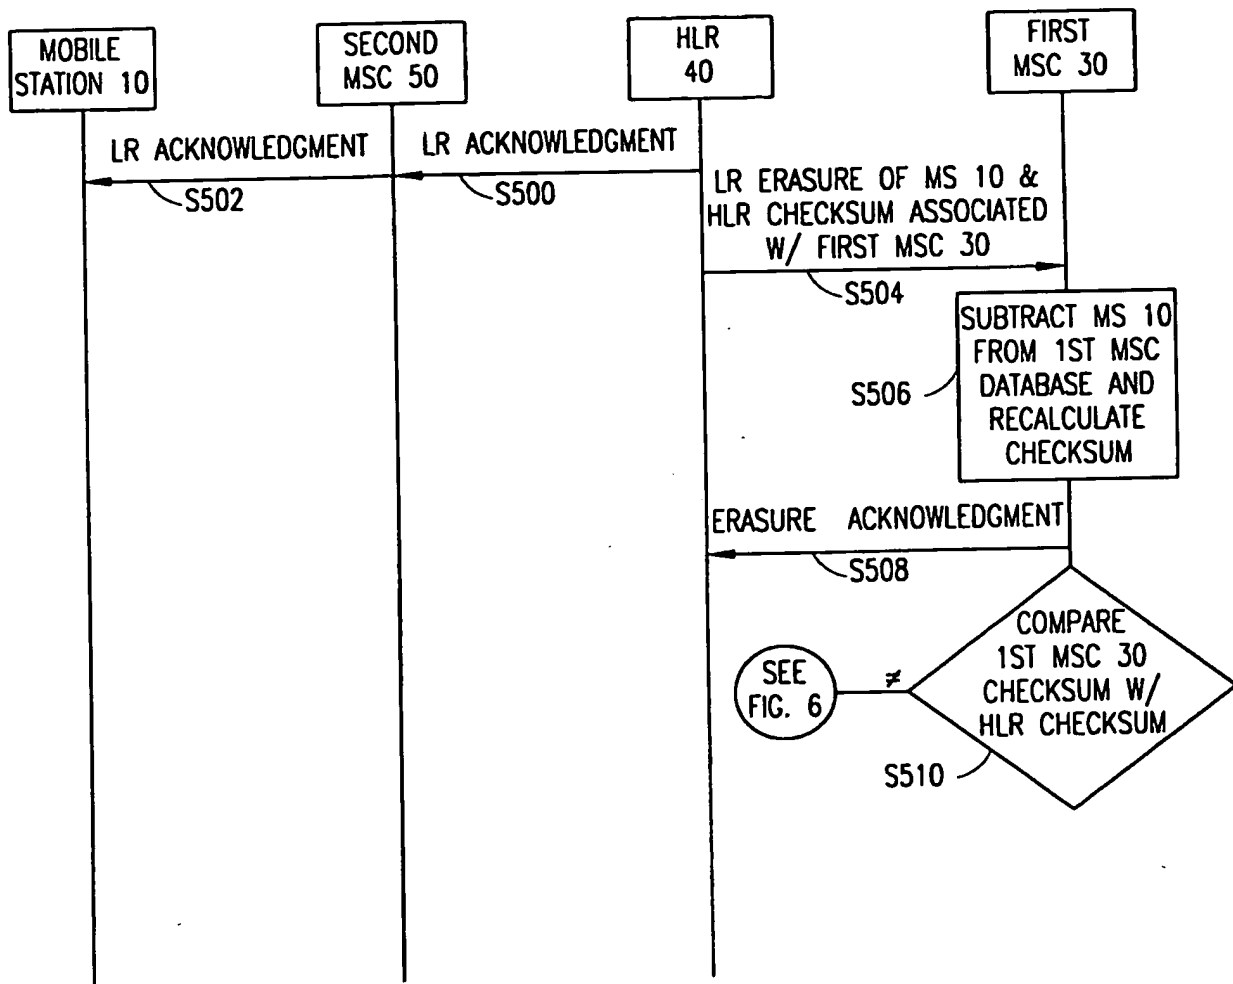 MOBILE
STATION 10
SECOND
MSC 50
HLR
40
FIRST
MSC 30
LR ACKNOWLEDGMENT
S502
LR ACKNOWLEDGMENT
S500
LR ERASURE OF MS 10 &
HLR CHECKSUM ASSOCIATED
W/ FIRST MSC 30
S504
SUBTRACT MS 10
FROM 1ST MSC
DATABASE AND
RECALCULATE
CHECKSUM
S506
ERASURE ACKNOWLEDGMENT
S508
COMPARE
1ST MSC 30
CHECKSUM W/
HLR CHECKSUM
≠
SEE
FIG. 6
S510